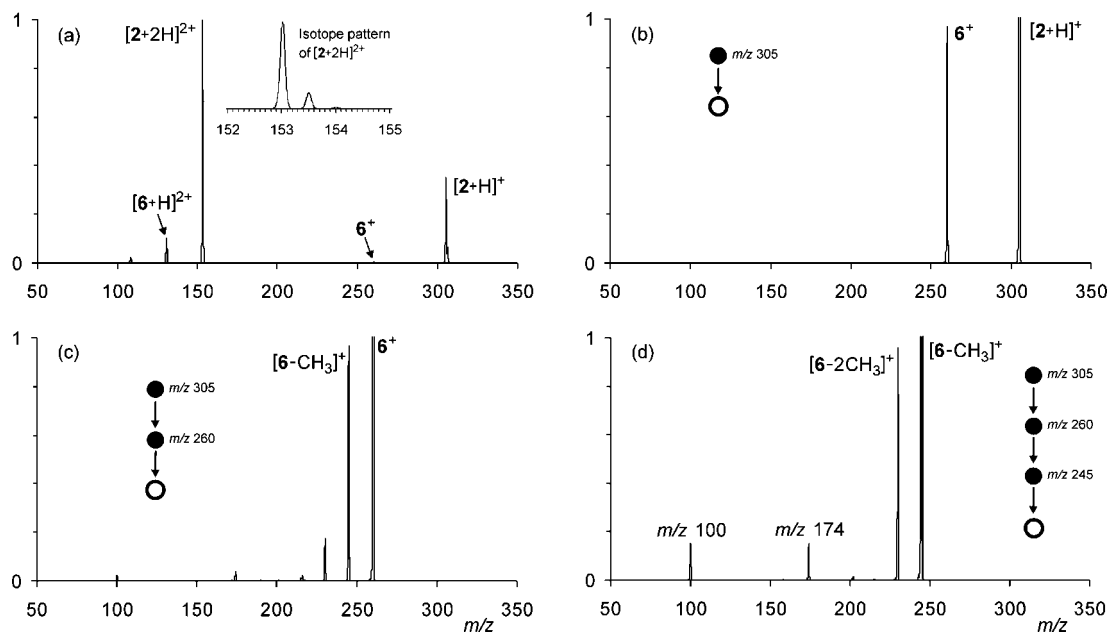 (a)
[2+2H]²⁺
Isotope pattern
of [2+2H]²⁺
152 153 154 155
[6+H]²⁺
6⁺
[2+H]⁺
1
0
50 100 150 200 250 300 350
(b)
m/z 305
6⁺
[2+H]⁺
1
0
50 100 150 200 250 300 350
(c)
m/z 305
m/z 260
[6-CH₃]⁺
6⁺
1
0
50 100 150 200 250 300 350
m/z
(d)
[6-2CH₃]⁺
[6-CH₃]⁺
m/z 305
m/z 260
m/z 245
m/z 100
m/z 174
1
0
50 100 150 200 250 300 350
m/z